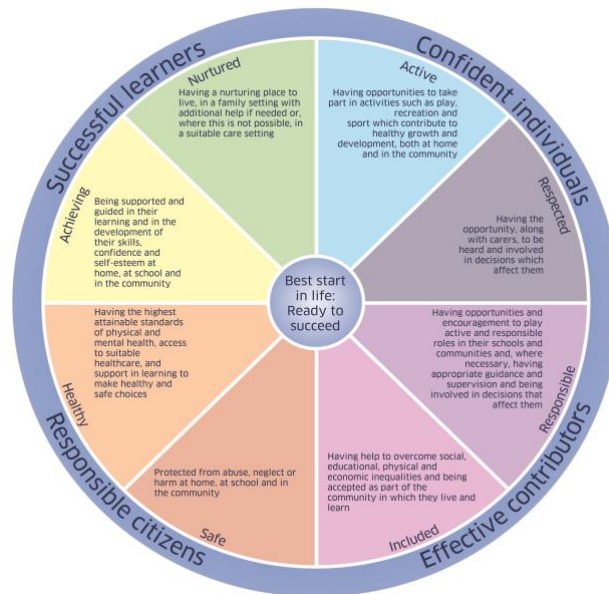 Successful learners
Confident individuals
Nurtured
Having a nurturing place to
live, in a family setting with
additional help if needed or,
where this is not possible, in
a suitable care setting
Active
Having opportunities to take
part in activities such as play,
recreation and
sport which contribute to
healthy growth and
development, both at home
and in the community
Achieving
Being supported and
guided in their
learning and in the
development of
their skills,
confidence and
self-esteem at
home, at school and
in the community
Respected
Having the
opportunity, along
with carers, to be
heard and involved
in decisions which
affect them
Best start
in life:
Ready to
succeed
Healthy
Having the highest
attainable standards
of physical and
mental health, access
to suitable
healthcare, and
support in learning to
make healthy and
safe choices
Responsible
Having opportunities and
encouragement to play
active and responsible
roles in their schools and
communities and, where
necessary, having
appropriate guidance and
supervision and being
involved in decisions that
affect them
Protected from abuse, neglect or
harm at home, at school and in
the community
Safe
Having help to overcome social,
educational, physical and
economic inequalities and being
accepted as part of the
community in which they live and
learn
Included
Responsible citizens
Effective contributors